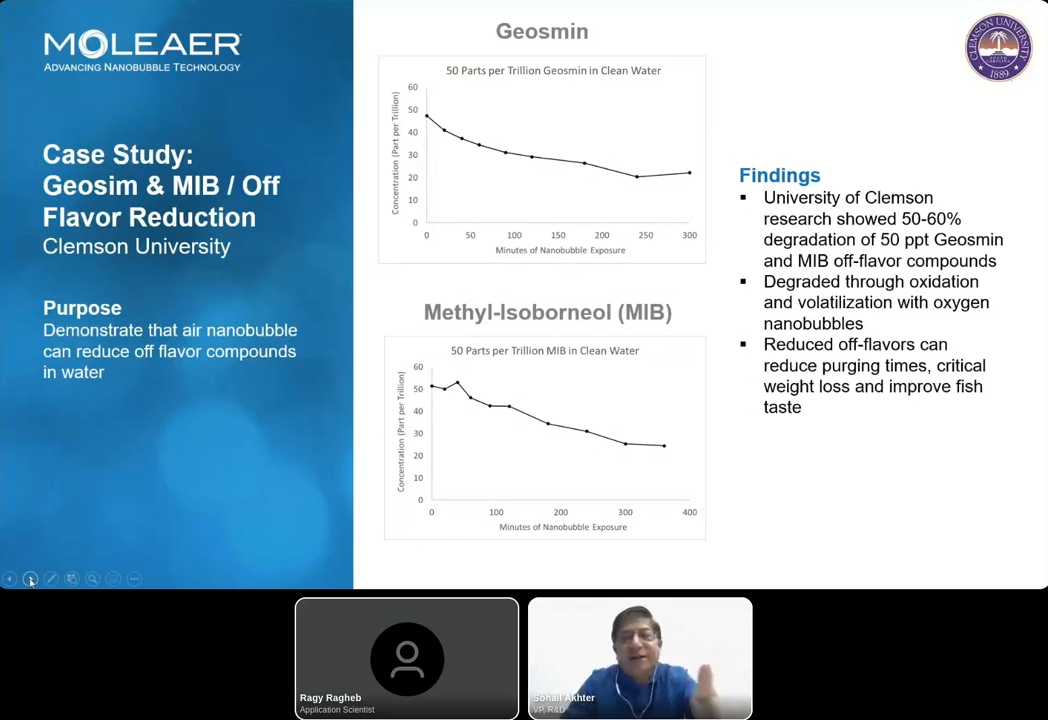 MOLEAER
ADVANCING NANOBUBBLE TECHNOLOGY
Case Study:
Geosim & MIB / Off
Flavor Reduction
Clemson University
Purpose
Demonstrate that air nanobubble
can reduce off flavor compounds
in water
Geosmin
50 Parts per Trillion Geosmin in Clean Water
Concentration (Part per Trillion)
60
50
40
30
20
10
0
0 50 100 150 200 250 300
Minutes of Nanobubble Exposure
Methyl-Isoborneol (MIB)
50 Parts per Trillion MIB in Clean Water
Concentration (Part per Trillion)
60
50
40
30
20
10
0
0 100 200 300 400
Minutes of Nanobubble Exposure
CLEMSON UNIVERSITY
1889
Findings
▪ University of Clemson
research showed 50-60%
degradation of 50 ppt Geosmin
and MIB off-flavor compounds
▪ Degraded through oxidation
and volatilization with oxygen
nanobubbles
▪ Reduced off-flavors can
reduce purging times, critical
weight loss and improve fish
taste
Ragy Ragheb
Application Scientist
Sohail Akhter
VP, R&D